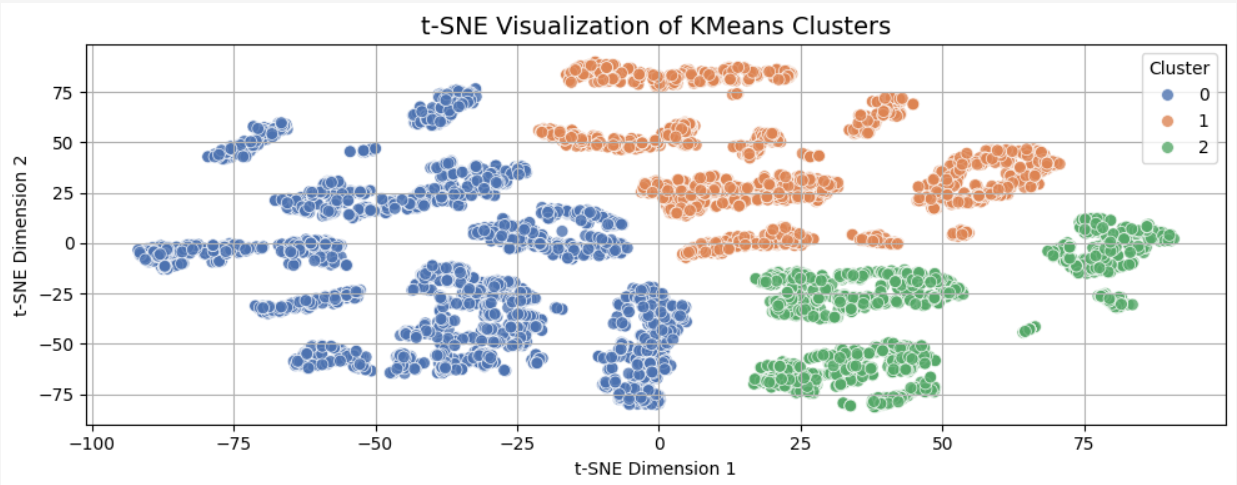 t-SNE Visualization of KMeans Clusters
Cluster
0
1
2
t-SNE Dimension 2
75
50
25
0
−25
−50
−75
−100 −75 −50 −25 0 25 50 75
t-SNE Dimension 1